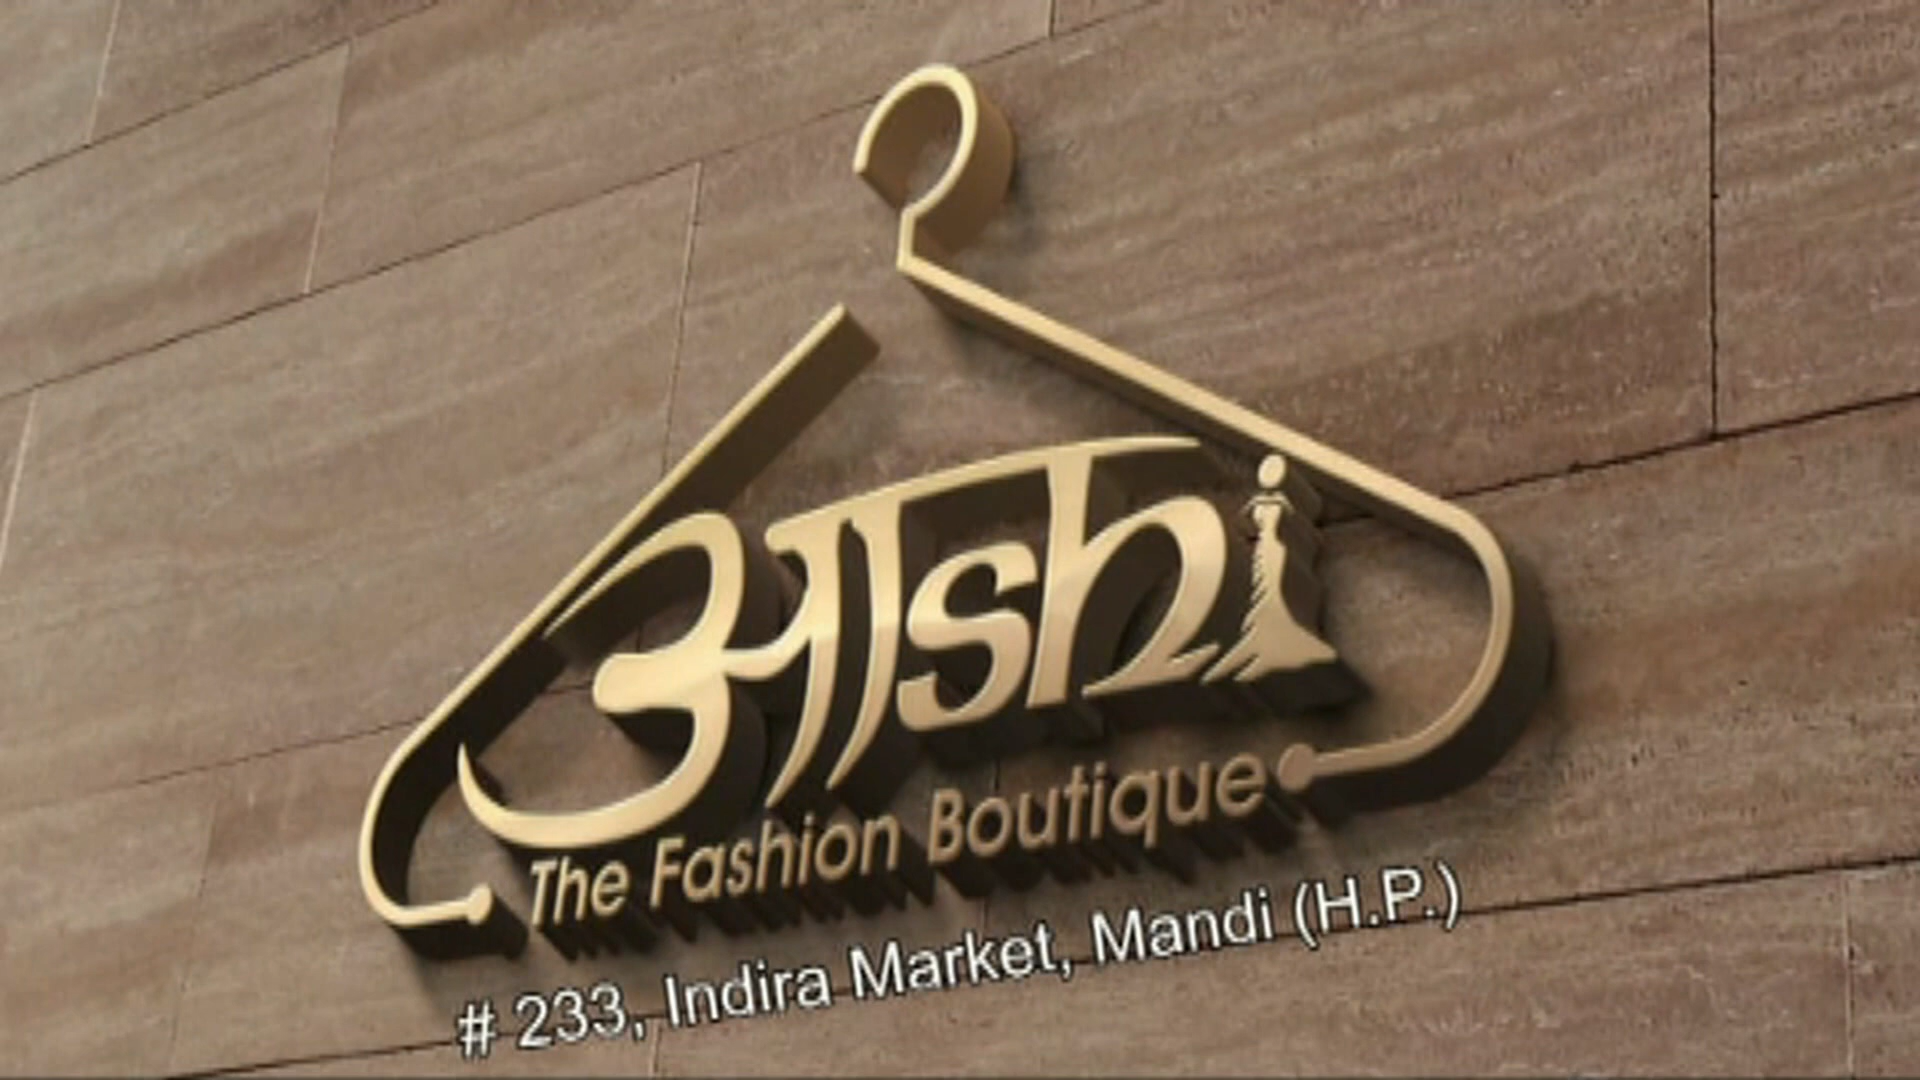 आshi
The Fashion Boutique
# 233, Indira Market, Mandi (H.P.)